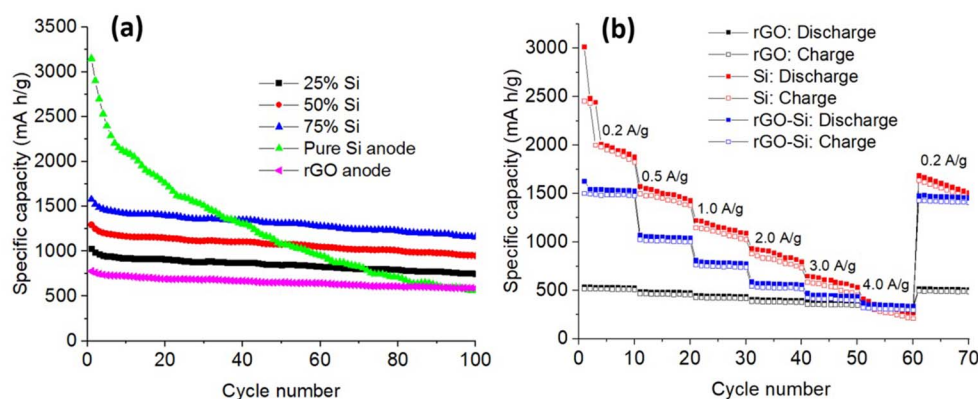 (a)
3500
3000
2500
2000
1500
1000
500
0
Specific capacity (mA h/g)
25% Si
50% Si
75% Si
Pure Si anode
rGO anode
0 20 40 60 80 100
Cycle number
(b)
3000
2500
2000
1500
1000
500
0
Specific capacity (mA h/g)
rGO: Discharge
rGO: Charge
Si: Discharge
Si: Charge
rGO-Si: Discharge
rGO-Si: Charge
0.2 A/g
0.5 A/g
1.0 A/g
2.0 A/g
3.0 A/g
4.0 A/g
0.2 A/g
0 10 20 30 40 50 60 70
Cycle number